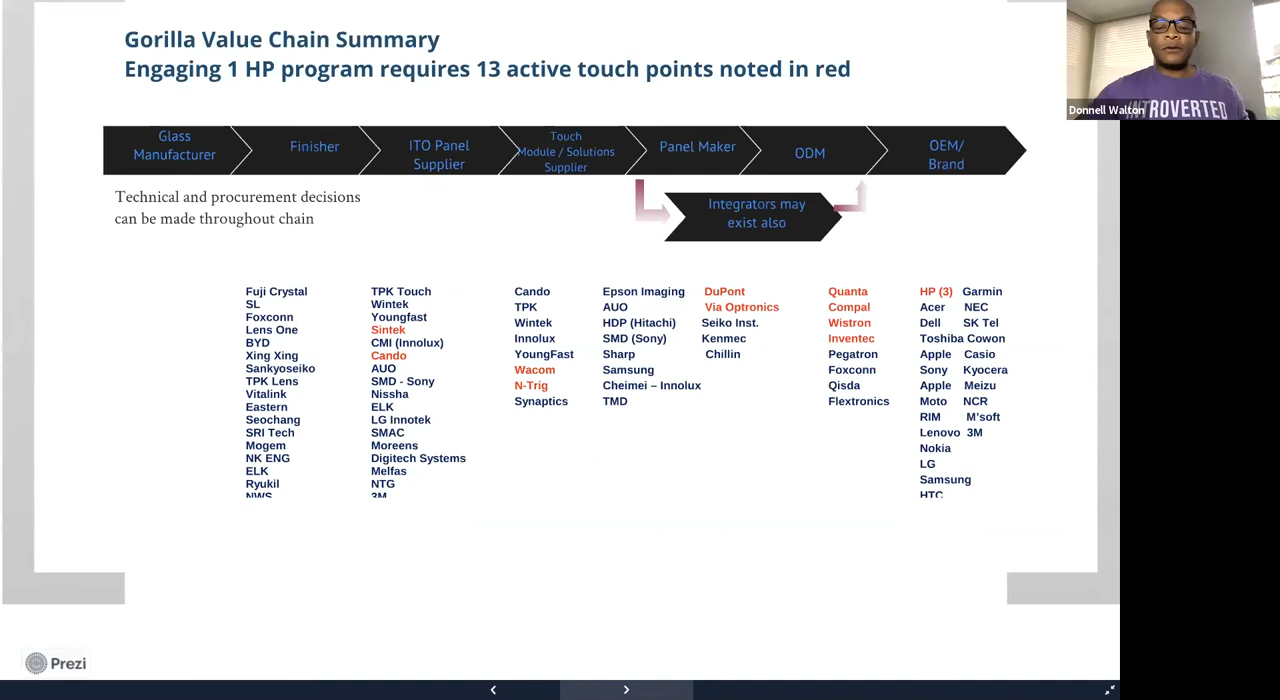 Gorilla Value Chain Summary
Engaging 1 HP program requires 13 active touch points noted in red
Glass
Manufacturer
Finisher
ITO Panel
Supplier
Touch
Module / Solutions
Supplier
Panel Maker
ODM
OEM/
Brand
Technical and procurement decisions
can be made throughout chain
Integrators may
exist also
Fuji Crystal
SL
Foxconn
Lens One
BYD
Xing Xing
Sankyoseiko
TPK Lens
Vitalink
Eastern
Seochang
SRI Tech
Mogem
NK ENG
ELK
Ryukil
NWS
TPK Touch
Wintek
Youngfast
Sintek
CMI (Innolux)
Cando
AUO
SMD - Sony
Nissha
ELK
LG Innotek
SMAC
Moreens
Digitech Systems
Melfas
NTG
3M
Cando
TPK
Wintek
Innolux
YoungFast
Wacom
N-Trig
Synaptics
Epson Imaging
AUO
HDP (Hitachi)
SMD (Sony)
Sharp
Samsung
Cheimei – Innolux
TMD
DuPont
Via Optronics
Seiko Inst.
Kenmec
Chillin
Quanta
Compal
Wistron
Inventec
Pegatron
Foxconn
Qisda
Flextronics
HP (3) Garmin
Acer NEC
Dell SK Tel
Toshiba Cowon
Apple Casio
Sony Kyocera
Apple Meizu
Moto NCR
RIM M'soft
Lenovo 3M
Nokia
LG
Samsung
HTC
Donnell Walton
INTROVERTED
Prezi